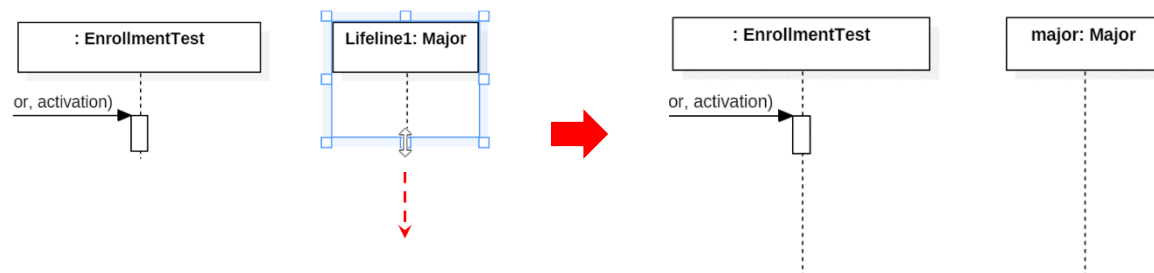 : EnrollmentTest
Lifeline1: Major
or, activation)
: EnrollmentTest
major: Major
or, activation)